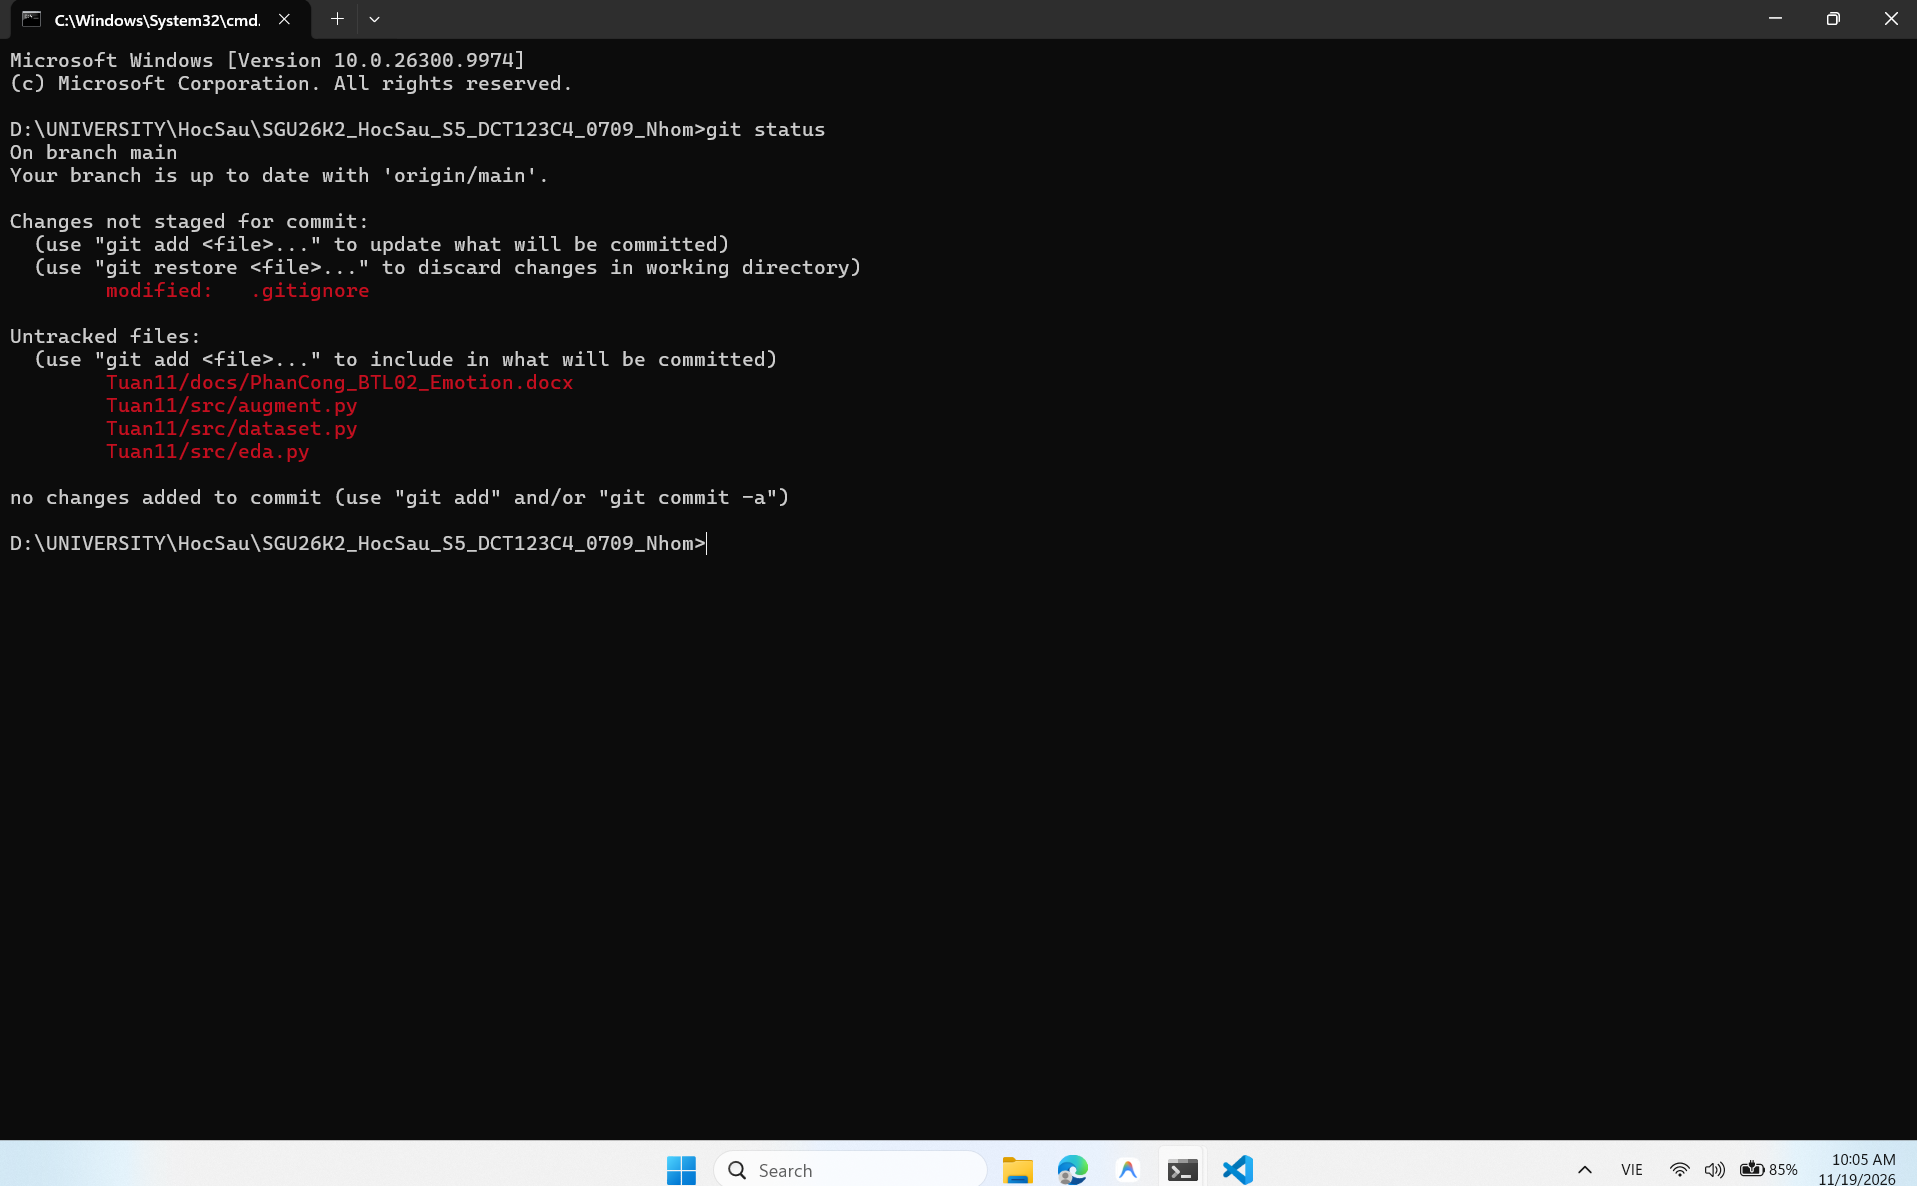 C:\Windows\System32\cmd.
Microsoft Windows [Version 10.0.26300.9974]
(c) Microsoft Corporation. All rights reserved.
D:\UNIVERSITY\HocSau\SGU26K2_HocSau_S5_DCT123C4_0709_Nhom>git status
On branch main
Your branch is up to date with 'origin/main'.
Changes not staged for commit:
  (use "git add <file>..." to update what will be committed)
  (use "git restore <file>..." to discard changes in working directory)
        modified:   .gitignore
Untracked files:
  (use "git add <file>..." to include in what will be committed)
        Tuan11/docs/PhanCong_BTL02_Emotion.docx
        Tuan11/src/augment.py
        Tuan11/src/dataset.py
        Tuan11/src/eda.py
no changes added to commit (use "git add" and/or "git commit -a")
D:\UNIVERSITY\HocSau\SGU26K2_HocSau_S5_DCT123C4_0709_Nhom>
Search
VIE
85%
10:05 AM
11/19/2026